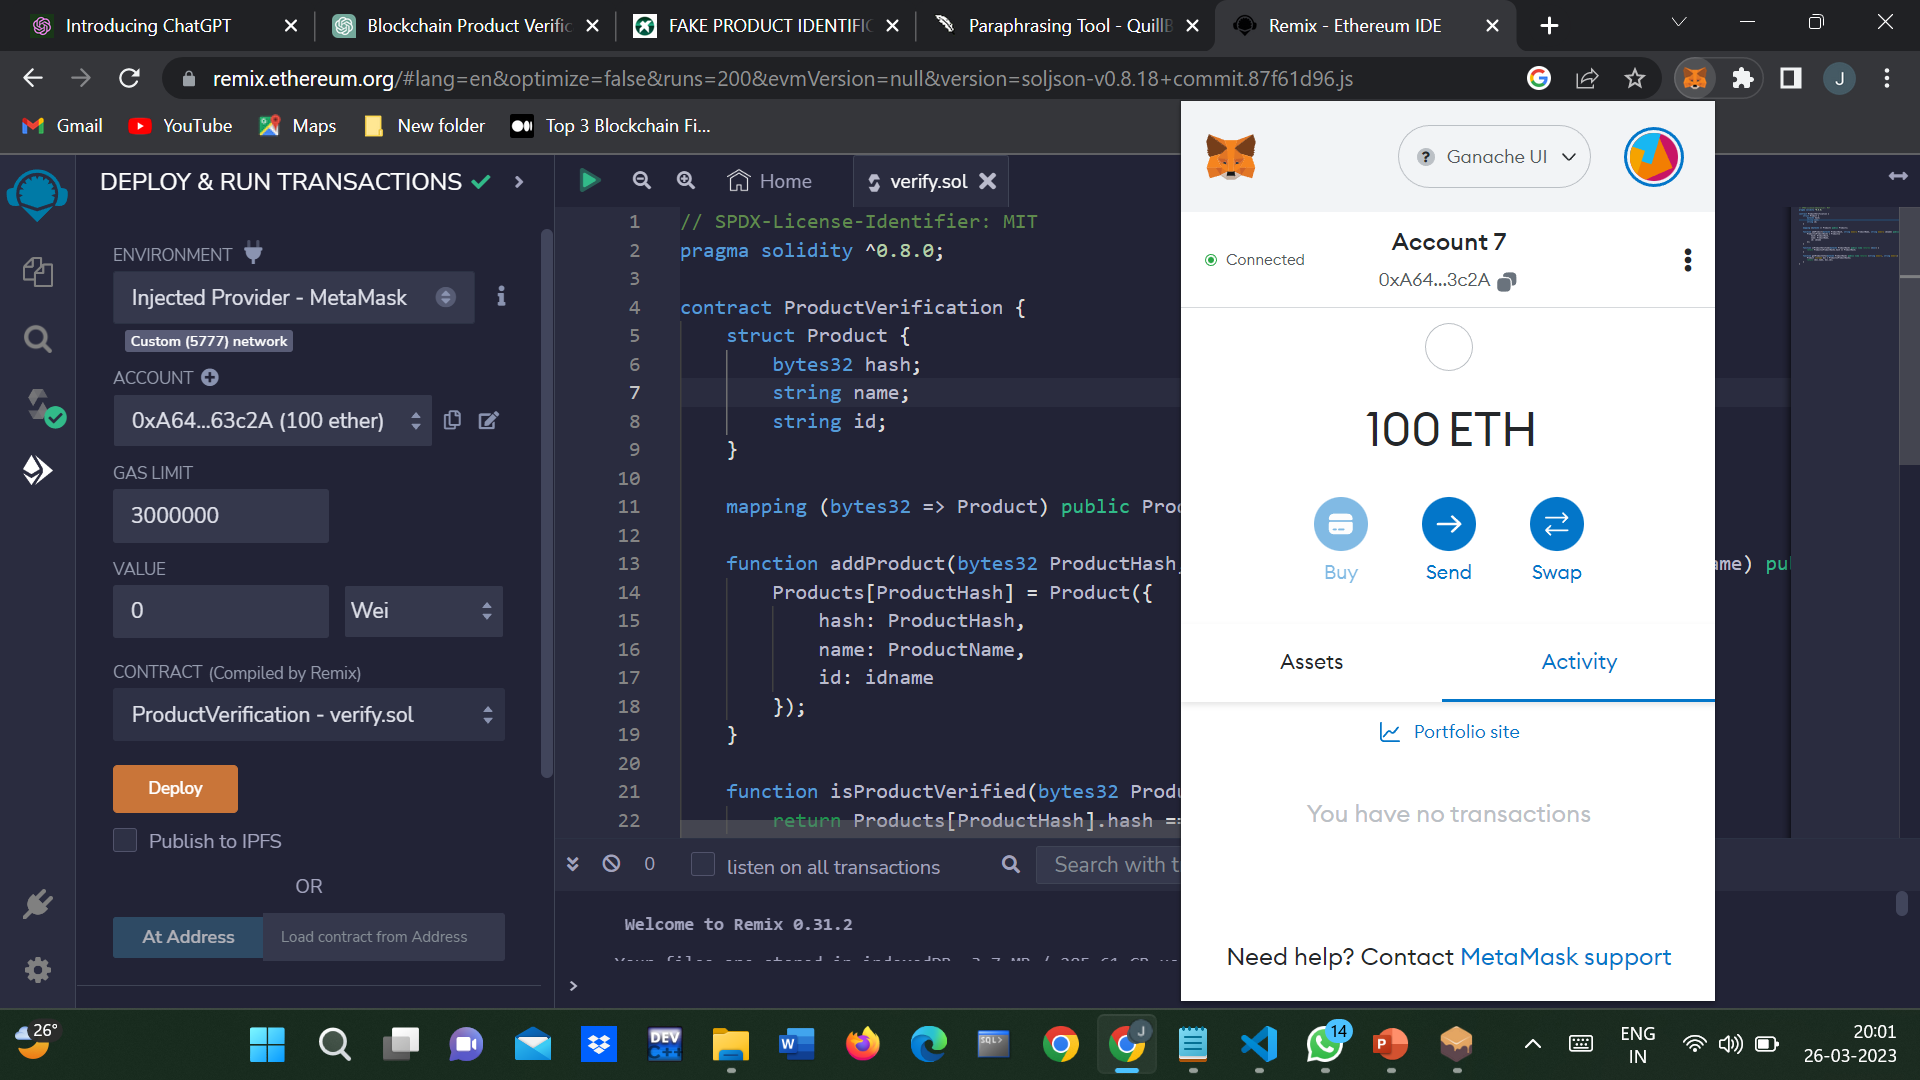 Introducing ChatGPT
Blockchain Product Verific
FAKE PRODUCT IDENTIFIC
Paraphrasing Tool - QuillB
Remix - Ethereum IDE
remix.ethereum.org/#lang=en&optimize=false&runs=200&evmVersion=null&version=soljson-v0.8.18+commit.87f61d96.js
J
Gmail
YouTube
Maps
New folder
Top 3 Blockchain Fi...
DEPLOY & RUN TRANSACTIONS
ENVIRONMENT
Injected Provider - MetaMask
Custom (5777) network
ACCOUNT
0xA64...63c2A (100 ether)
GAS LIMIT
3000000
VALUE
0
Wei
CONTRACT (Compiled by Remix)
ProductVerification - verify.sol
Deploy
Publish to IPFS
OR
At Address
Load contract from Address
Home
verify.sol
1 // SPDX-License-Identifier: MIT
2 pragma solidity ^0.8.0;
3
4 contract ProductVerification {
5 struct Product {
6 bytes32 hash;
7 string name;
8 string id;
9 }
10
11 mapping (bytes32 => Product) public Prod
12
13 function addProduct(bytes32 ProductHash, ame) pu
14 Products[ProductHash] = Product({
15 hash: ProductHash,
16 name: ProductName,
17 id: idname
18 });
19 }
20
21 function isProductVerified(bytes32 Produ
22 return Products[ProductHash].hash ==
0
listen on all transactions
Search with t
Welcome to Remix 0.31.2
Ganache UI
Connected
Account 7
0xA64...3c2A
100 ETH
Buy
Send
Swap
Assets
Activity
Portfolio site
You have no transactions
Need help? Contact MetaMask support
26°
DEV
C++
W
SQL>
J
14
P
ENG
IN
20:01
26-03-2023